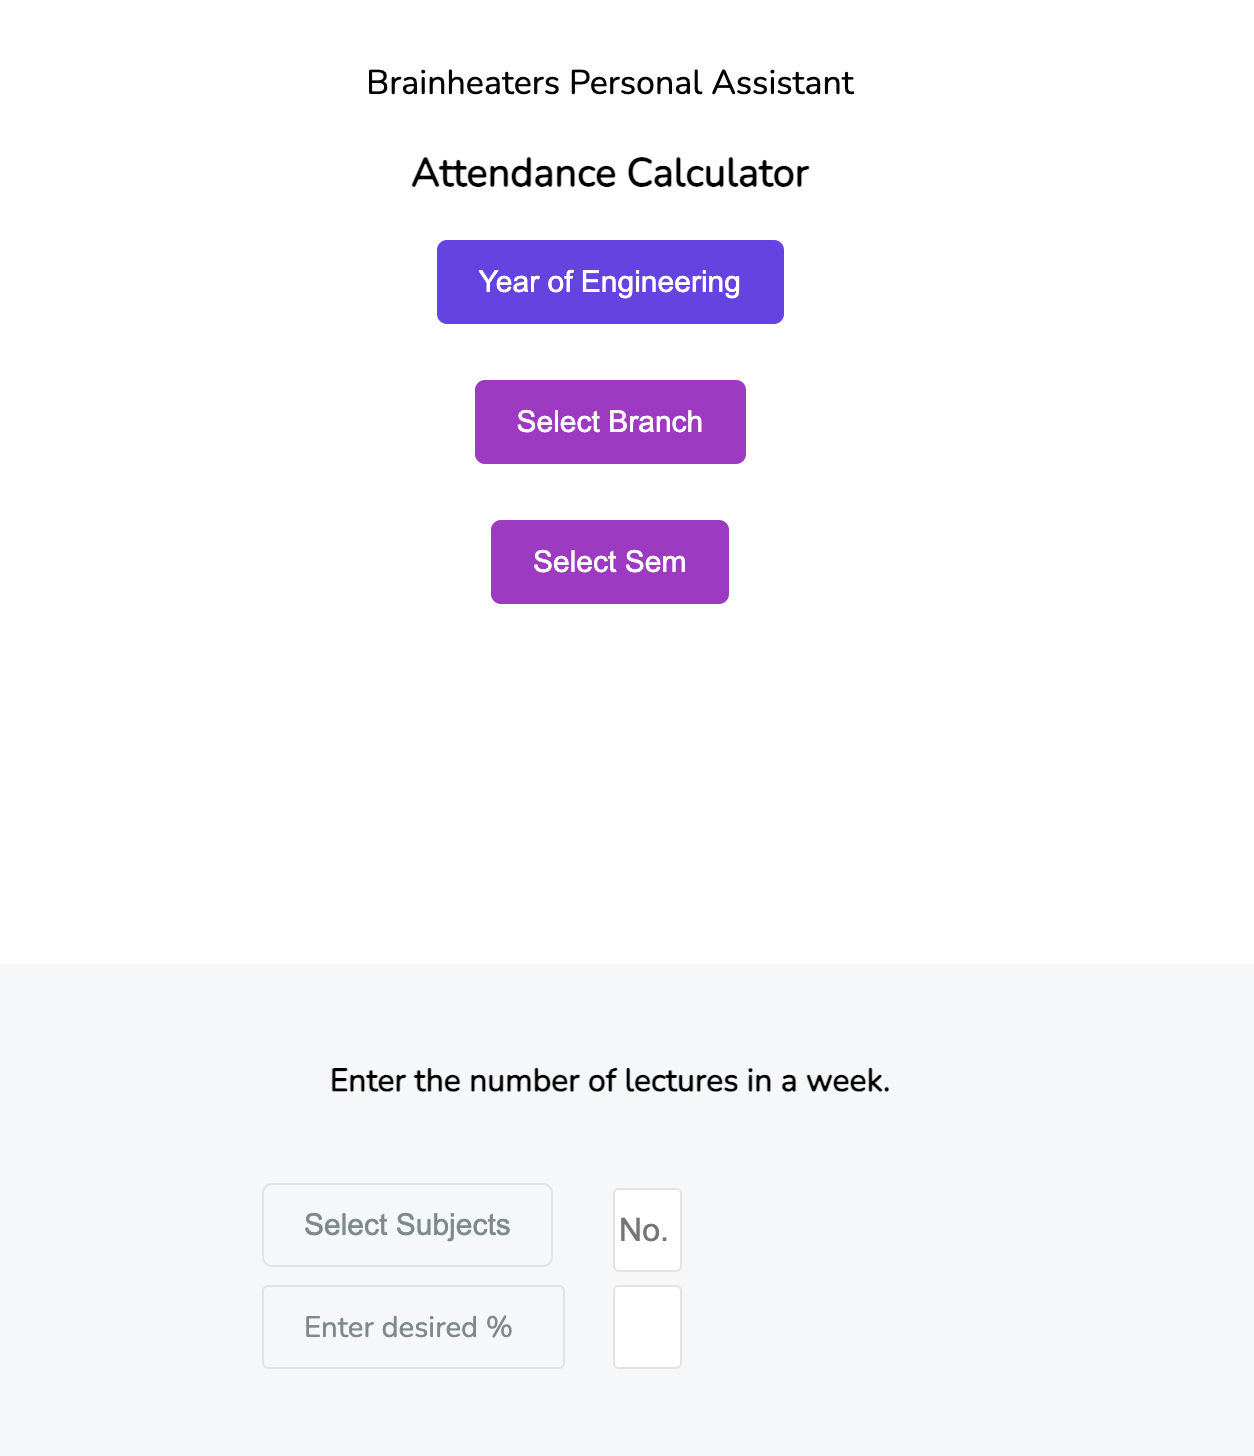 Brainheaters Personal Assistant
Attendance Calculator
Year of Engineering
Select Branch
Select Sem
Enter the number of lectures in a week.
Select Subjects
No.
Enter desired %